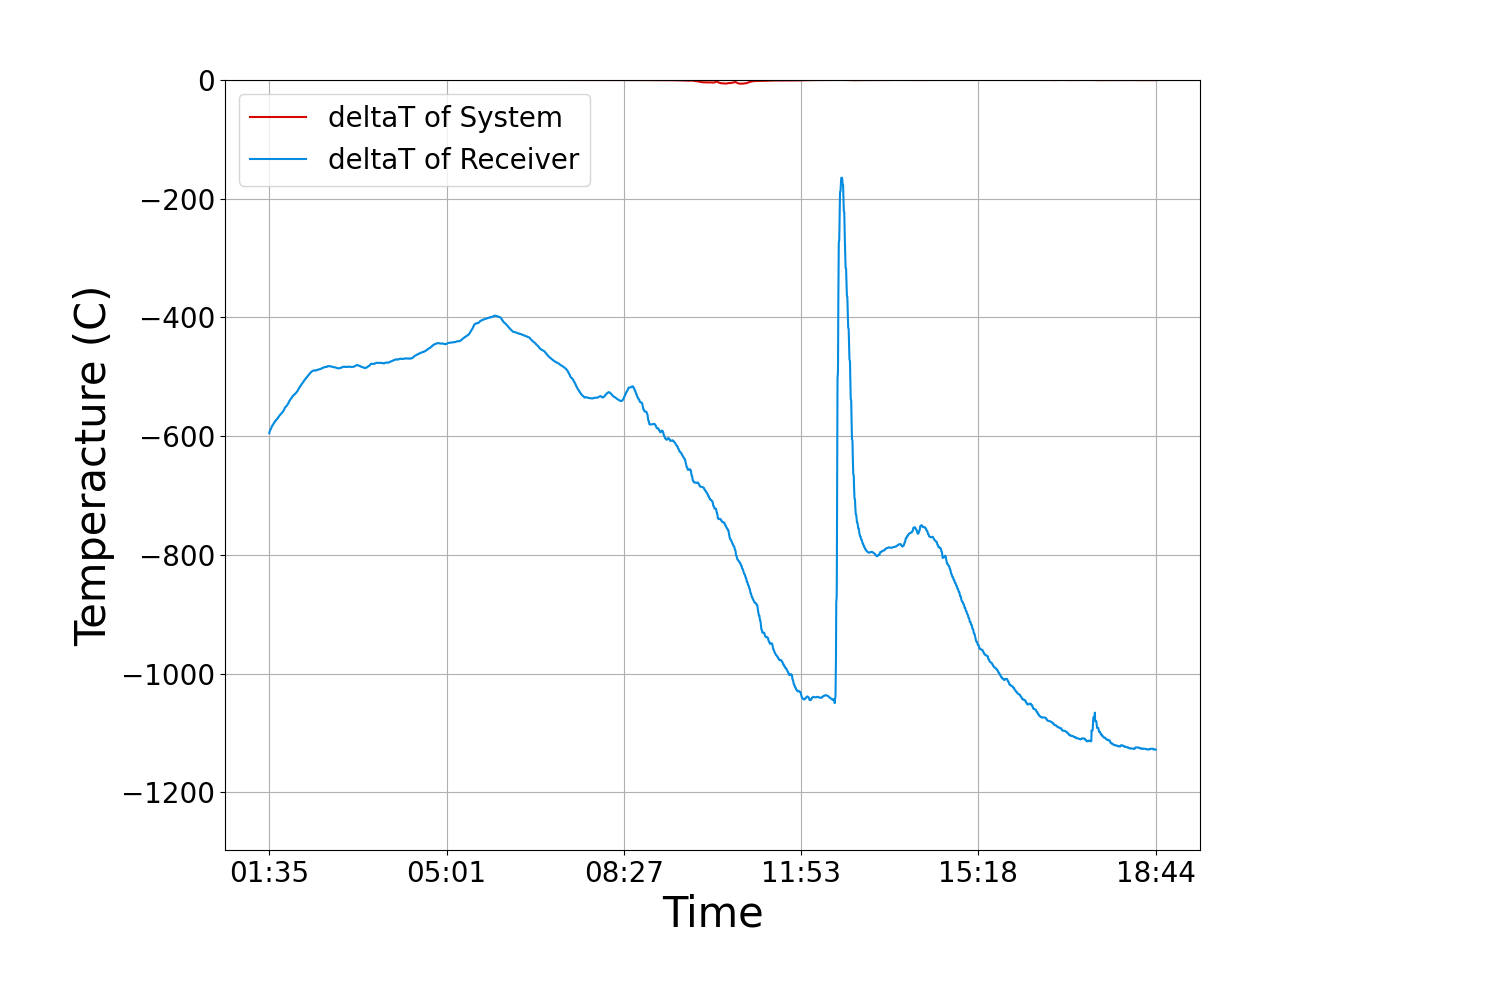 0
−200
−400
−600
−800
−1000
−1200
deltaT of System
deltaT of Receiver
Temperacture (C)
01:35 05:01 08:27 11:53 15:18 18:44
Time